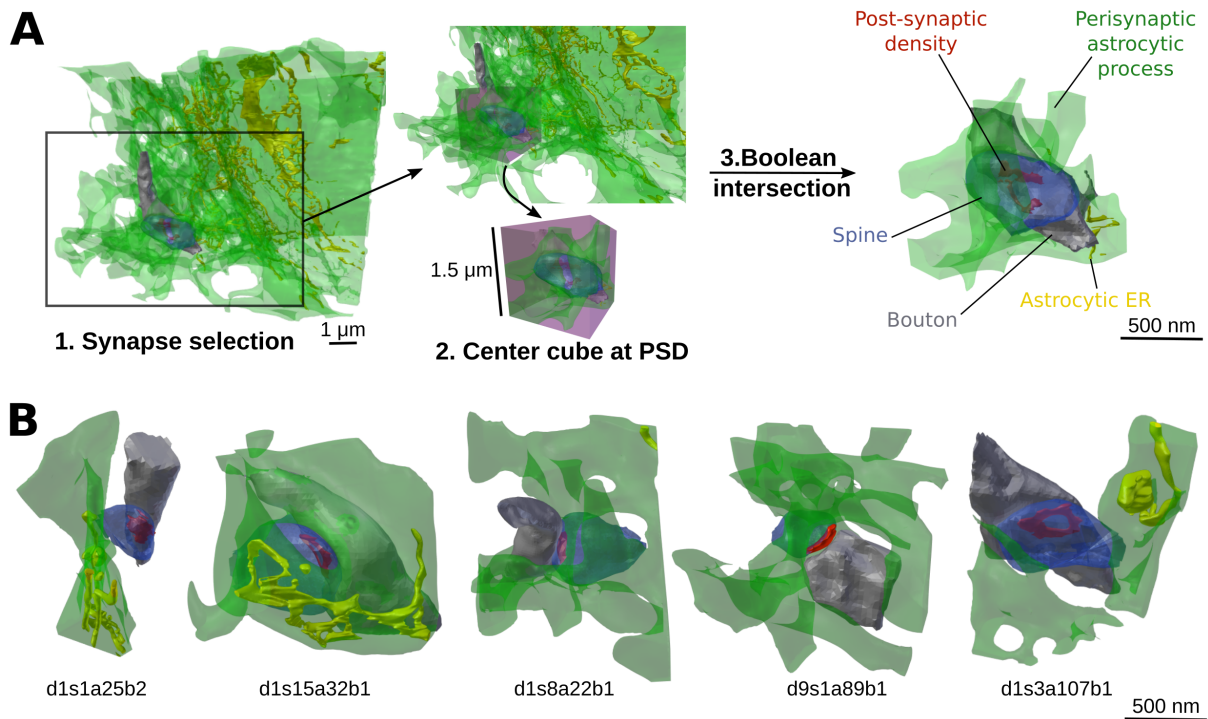 A
Post-synaptic
density
Perisynaptic
astrocytic
process
3.Boolean
intersection
Spine
1.5 µm
Astrocytic ER
Bouton
1 µm
500 nm
1. Synapse selection
2. Center cube at PSD
B
d1s1a25b2
d1s15a32b1
d1s8a22b1
d9s1a89b1
d1s3a107b1
500 nm